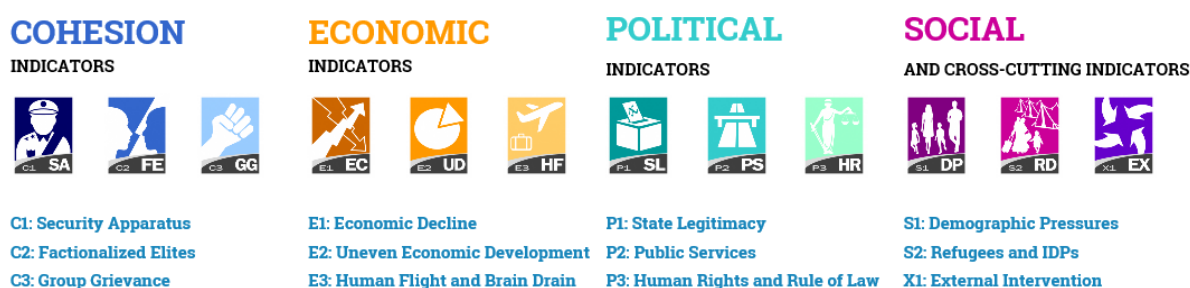 COHESION
INDICATORS
C1 SA
C2 FE
C3 GG
C1: Security Apparatus
C2: Factionalized Elites
C3: Group Grievance
ECONOMIC
INDICATORS
E1 EC
E2 UD
E3 HF
E1: Economic Decline
E2: Uneven Economic Development
E3: Human Flight and Brain Drain
POLITICAL
INDICATORS
P1 SL
P2 PS
P3 HR
P1: State Legitimacy
P2: Public Services
P3: Human Rights and Rule of Law
SOCIAL
AND CROSS-CUTTING INDICATORS
S1 DP
S2 RD
X1 EX
S1: Demographic Pressures
S2: Refugees and IDPs
X1: External Intervention